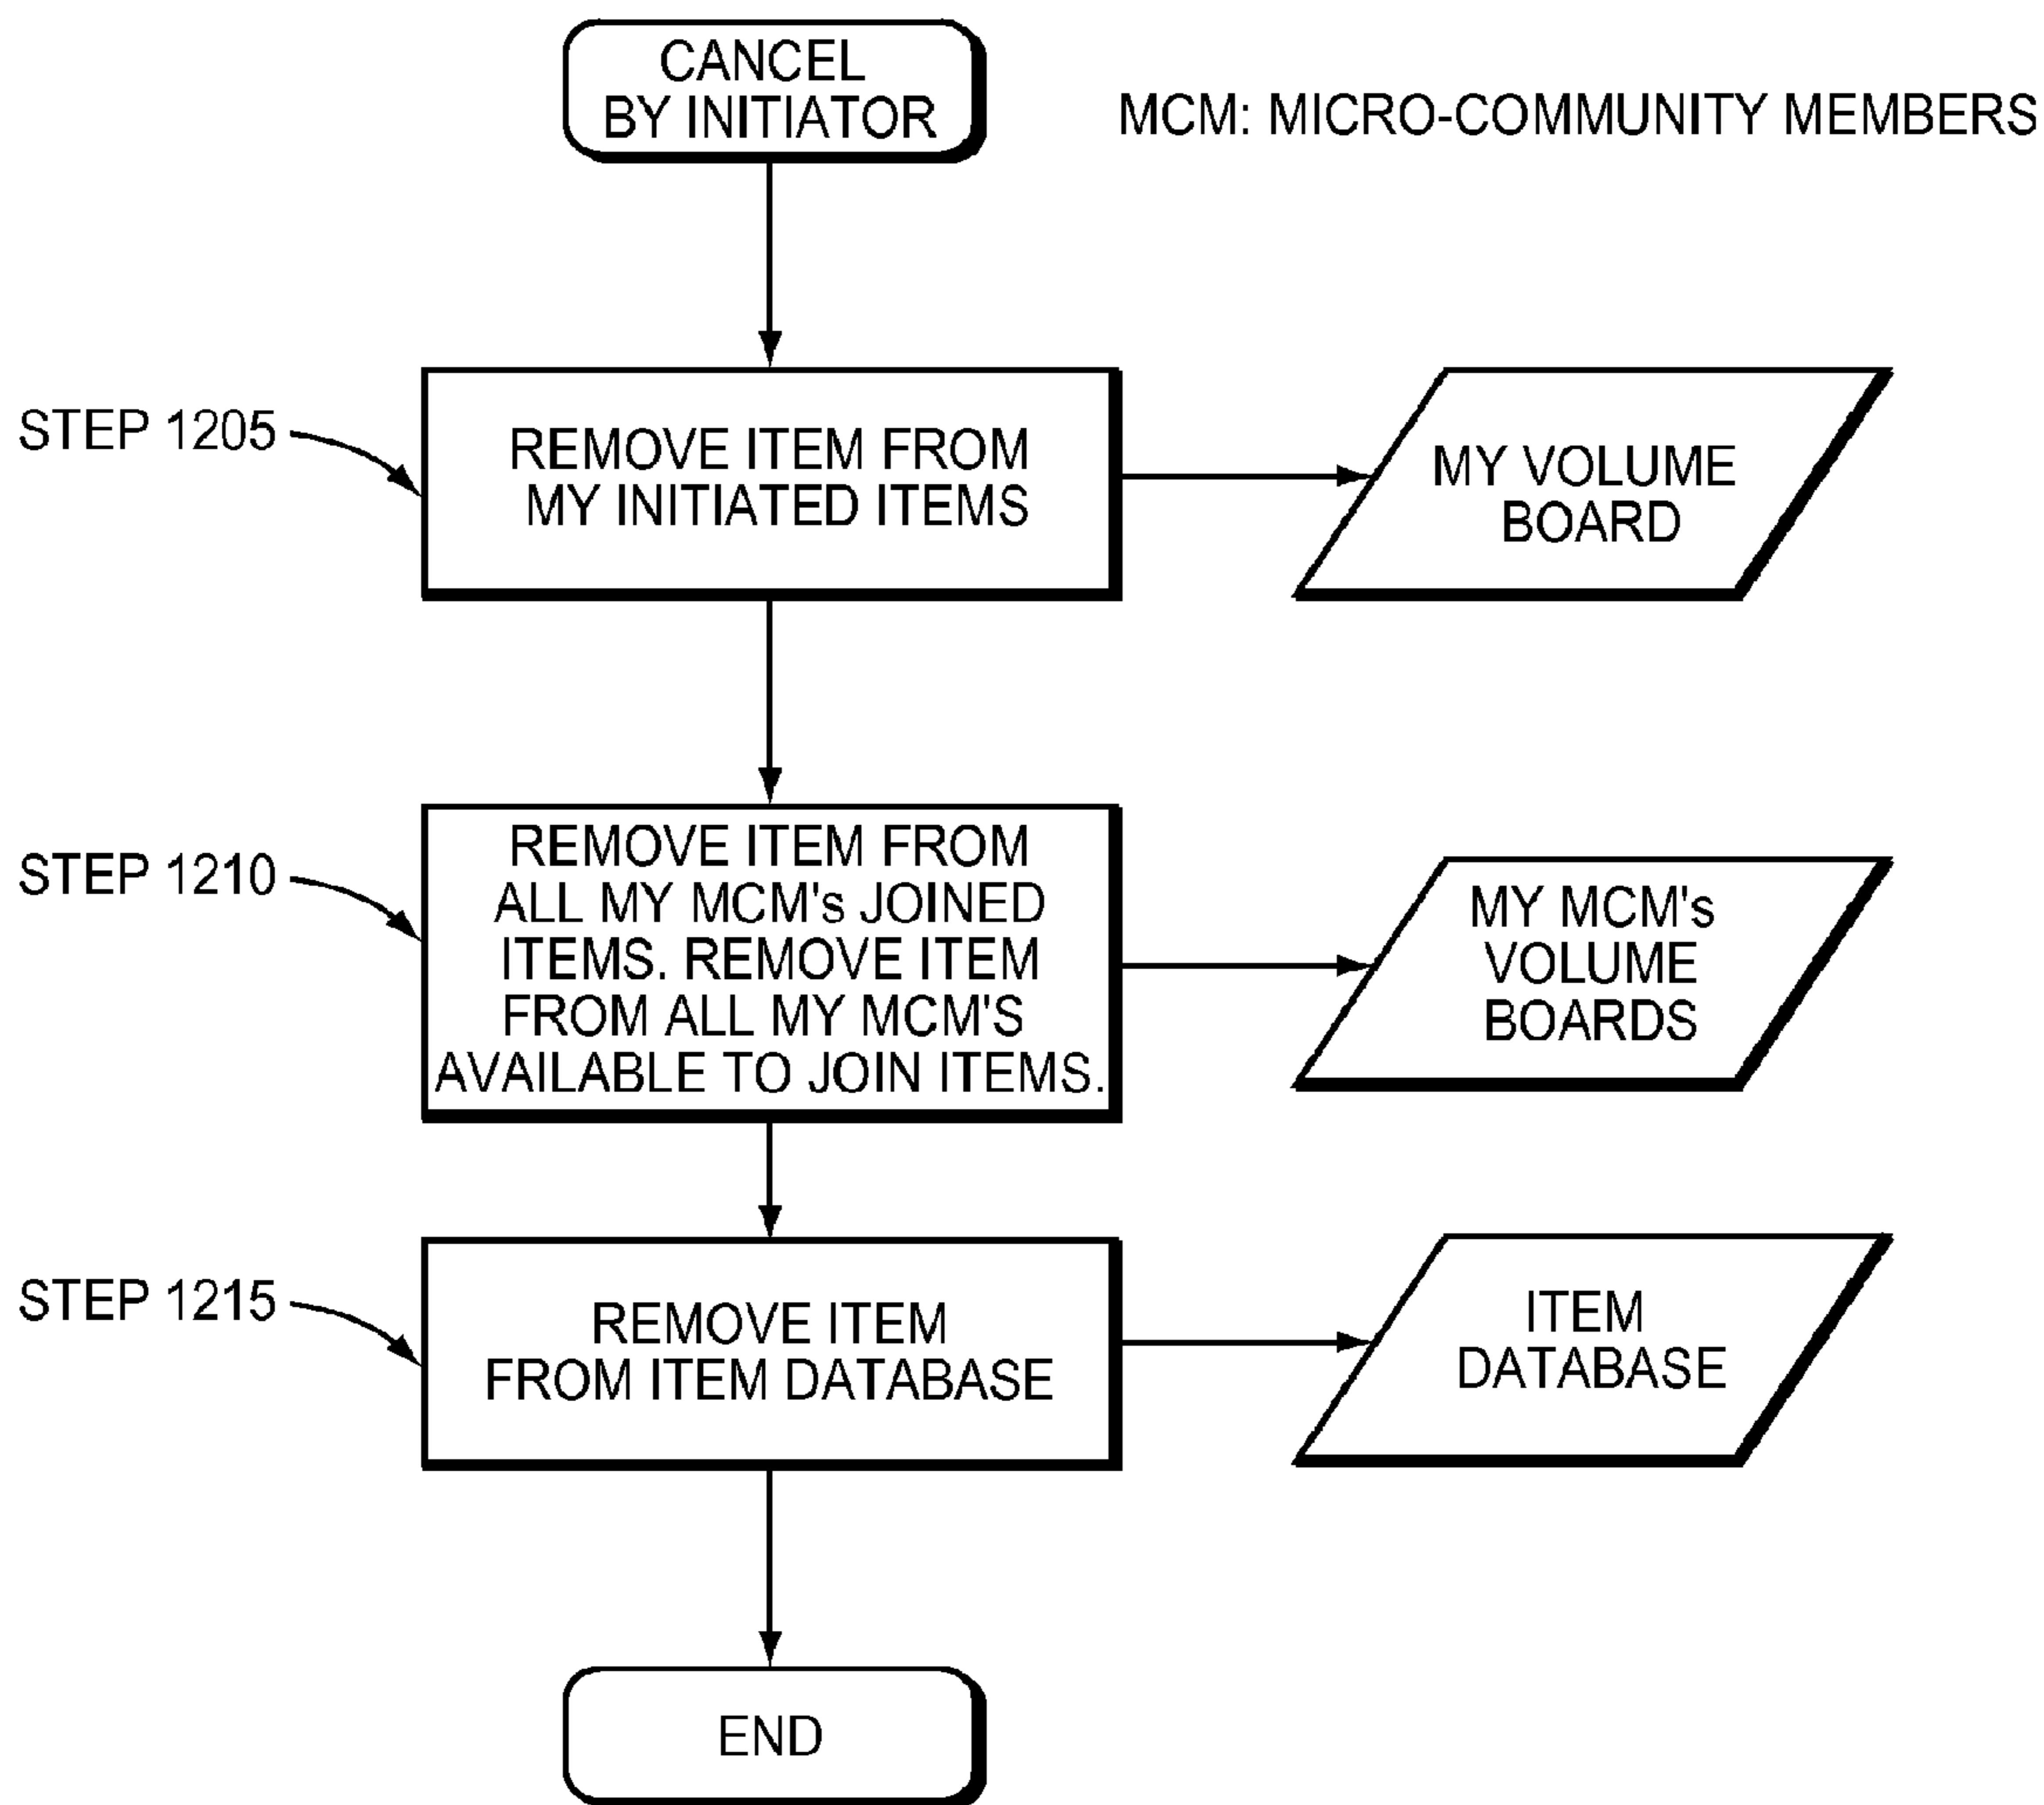 CANCEL
BY INITIATOR
MCM: MICRO-COMMUNITY MEMBERS
STEP 1205
REMOVE ITEM FROM
MY INITIATED ITEMS
MY VOLUME
BOARD
STEP 1210
REMOVE ITEM FROM
ALL MY MCM's JOINED
ITEMS. REMOVE ITEM
FROM ALL MY MCM'S
AVAILABLE TO JOIN ITEMS.
MY MCM's
VOLUME
BOARDS
STEP 1215
REMOVE ITEM
FROM ITEM DATABASE
ITEM
DATABASE
END